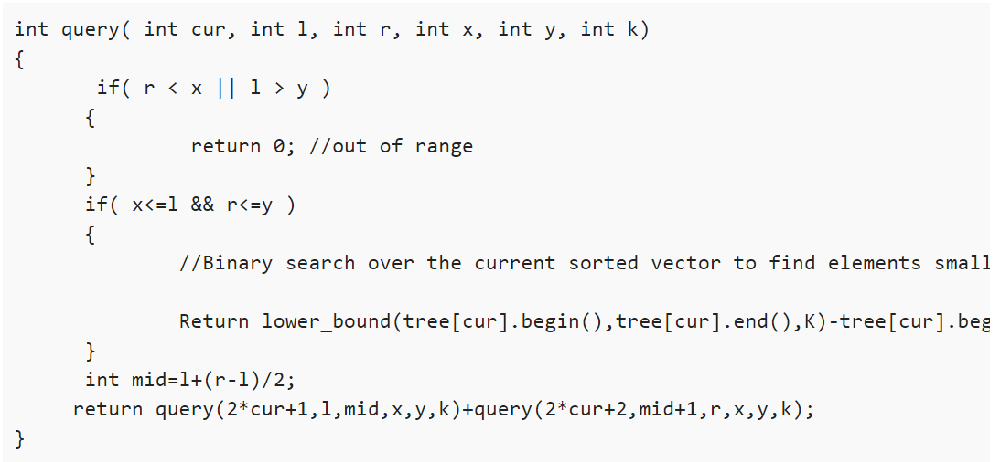 int query( int cur, int l, int r, int x, int y, int k)
{
if( r < x || l > y )
{
return 0; //out of range
}
if( x<=l && r<=y )
{
//Binary search over the current sorted vector to find elements small
Return lower_bound(tree[cur].begin(),tree[cur].end(),K)-tree[cur].beg
}
int mid=l+(r-l)/2;
return query(2*cur+1,l,mid,x,y,k)+query(2*cur+2,mid+1,r,x,y,k);
}